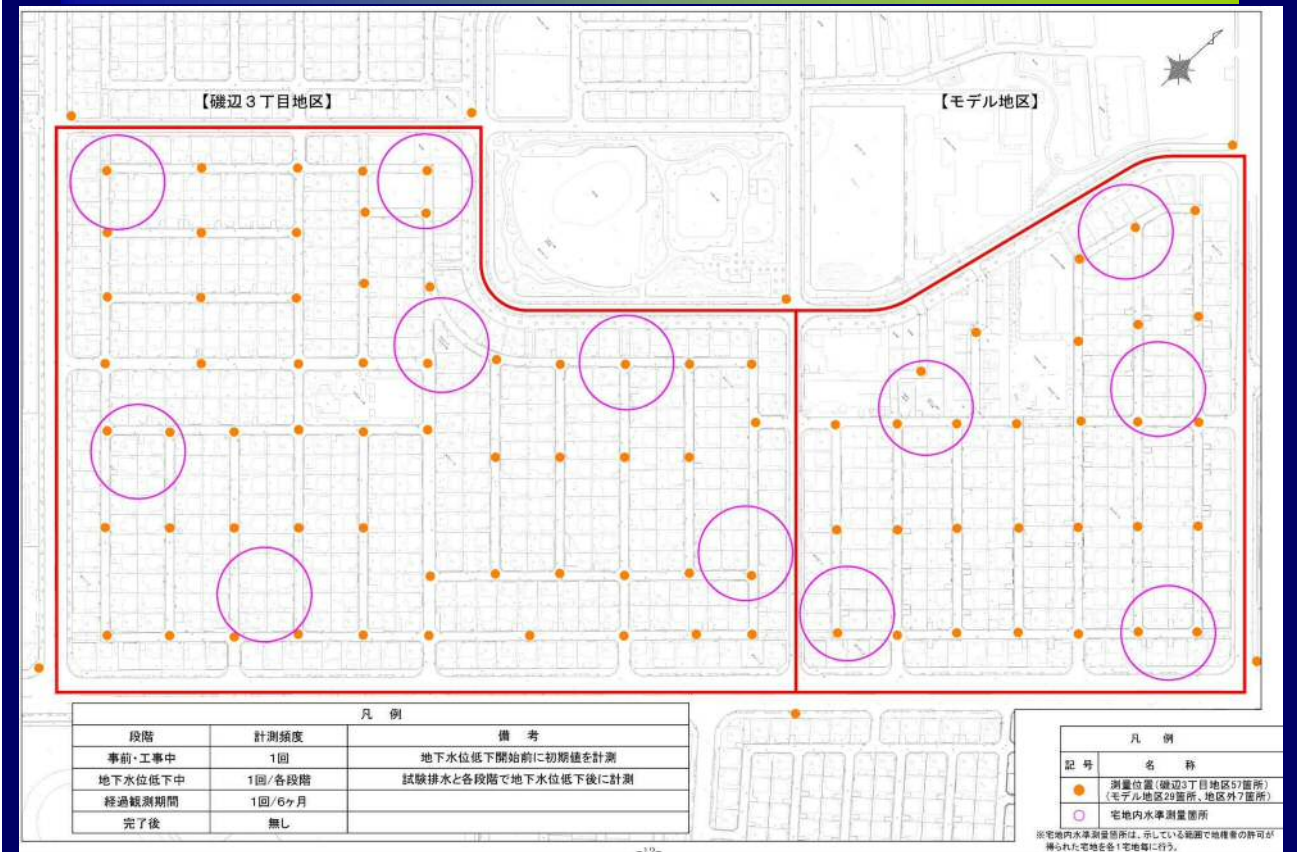 【磯辺3丁目地区】
【モデル地区】
凡 例
段階 計測頻度 備 考
事前・工事中 1回 地下水位低下開始前に初期値を計測
地下水位低下中 1回/各段階 試験排水と各段階で地下水位低下後に計測
経過観測期間 1回/6ヶ月
完了後 無し
凡 例
記 号 名 称
測量位置(磯辺3丁目地区57箇所)
(モデル地区29箇所、地区外7箇所)
宅地内水準測量箇所
※宅地内水準測量箇所は、示している範囲で地権者の許可が
得られた宅地を各1宅地毎に行う。